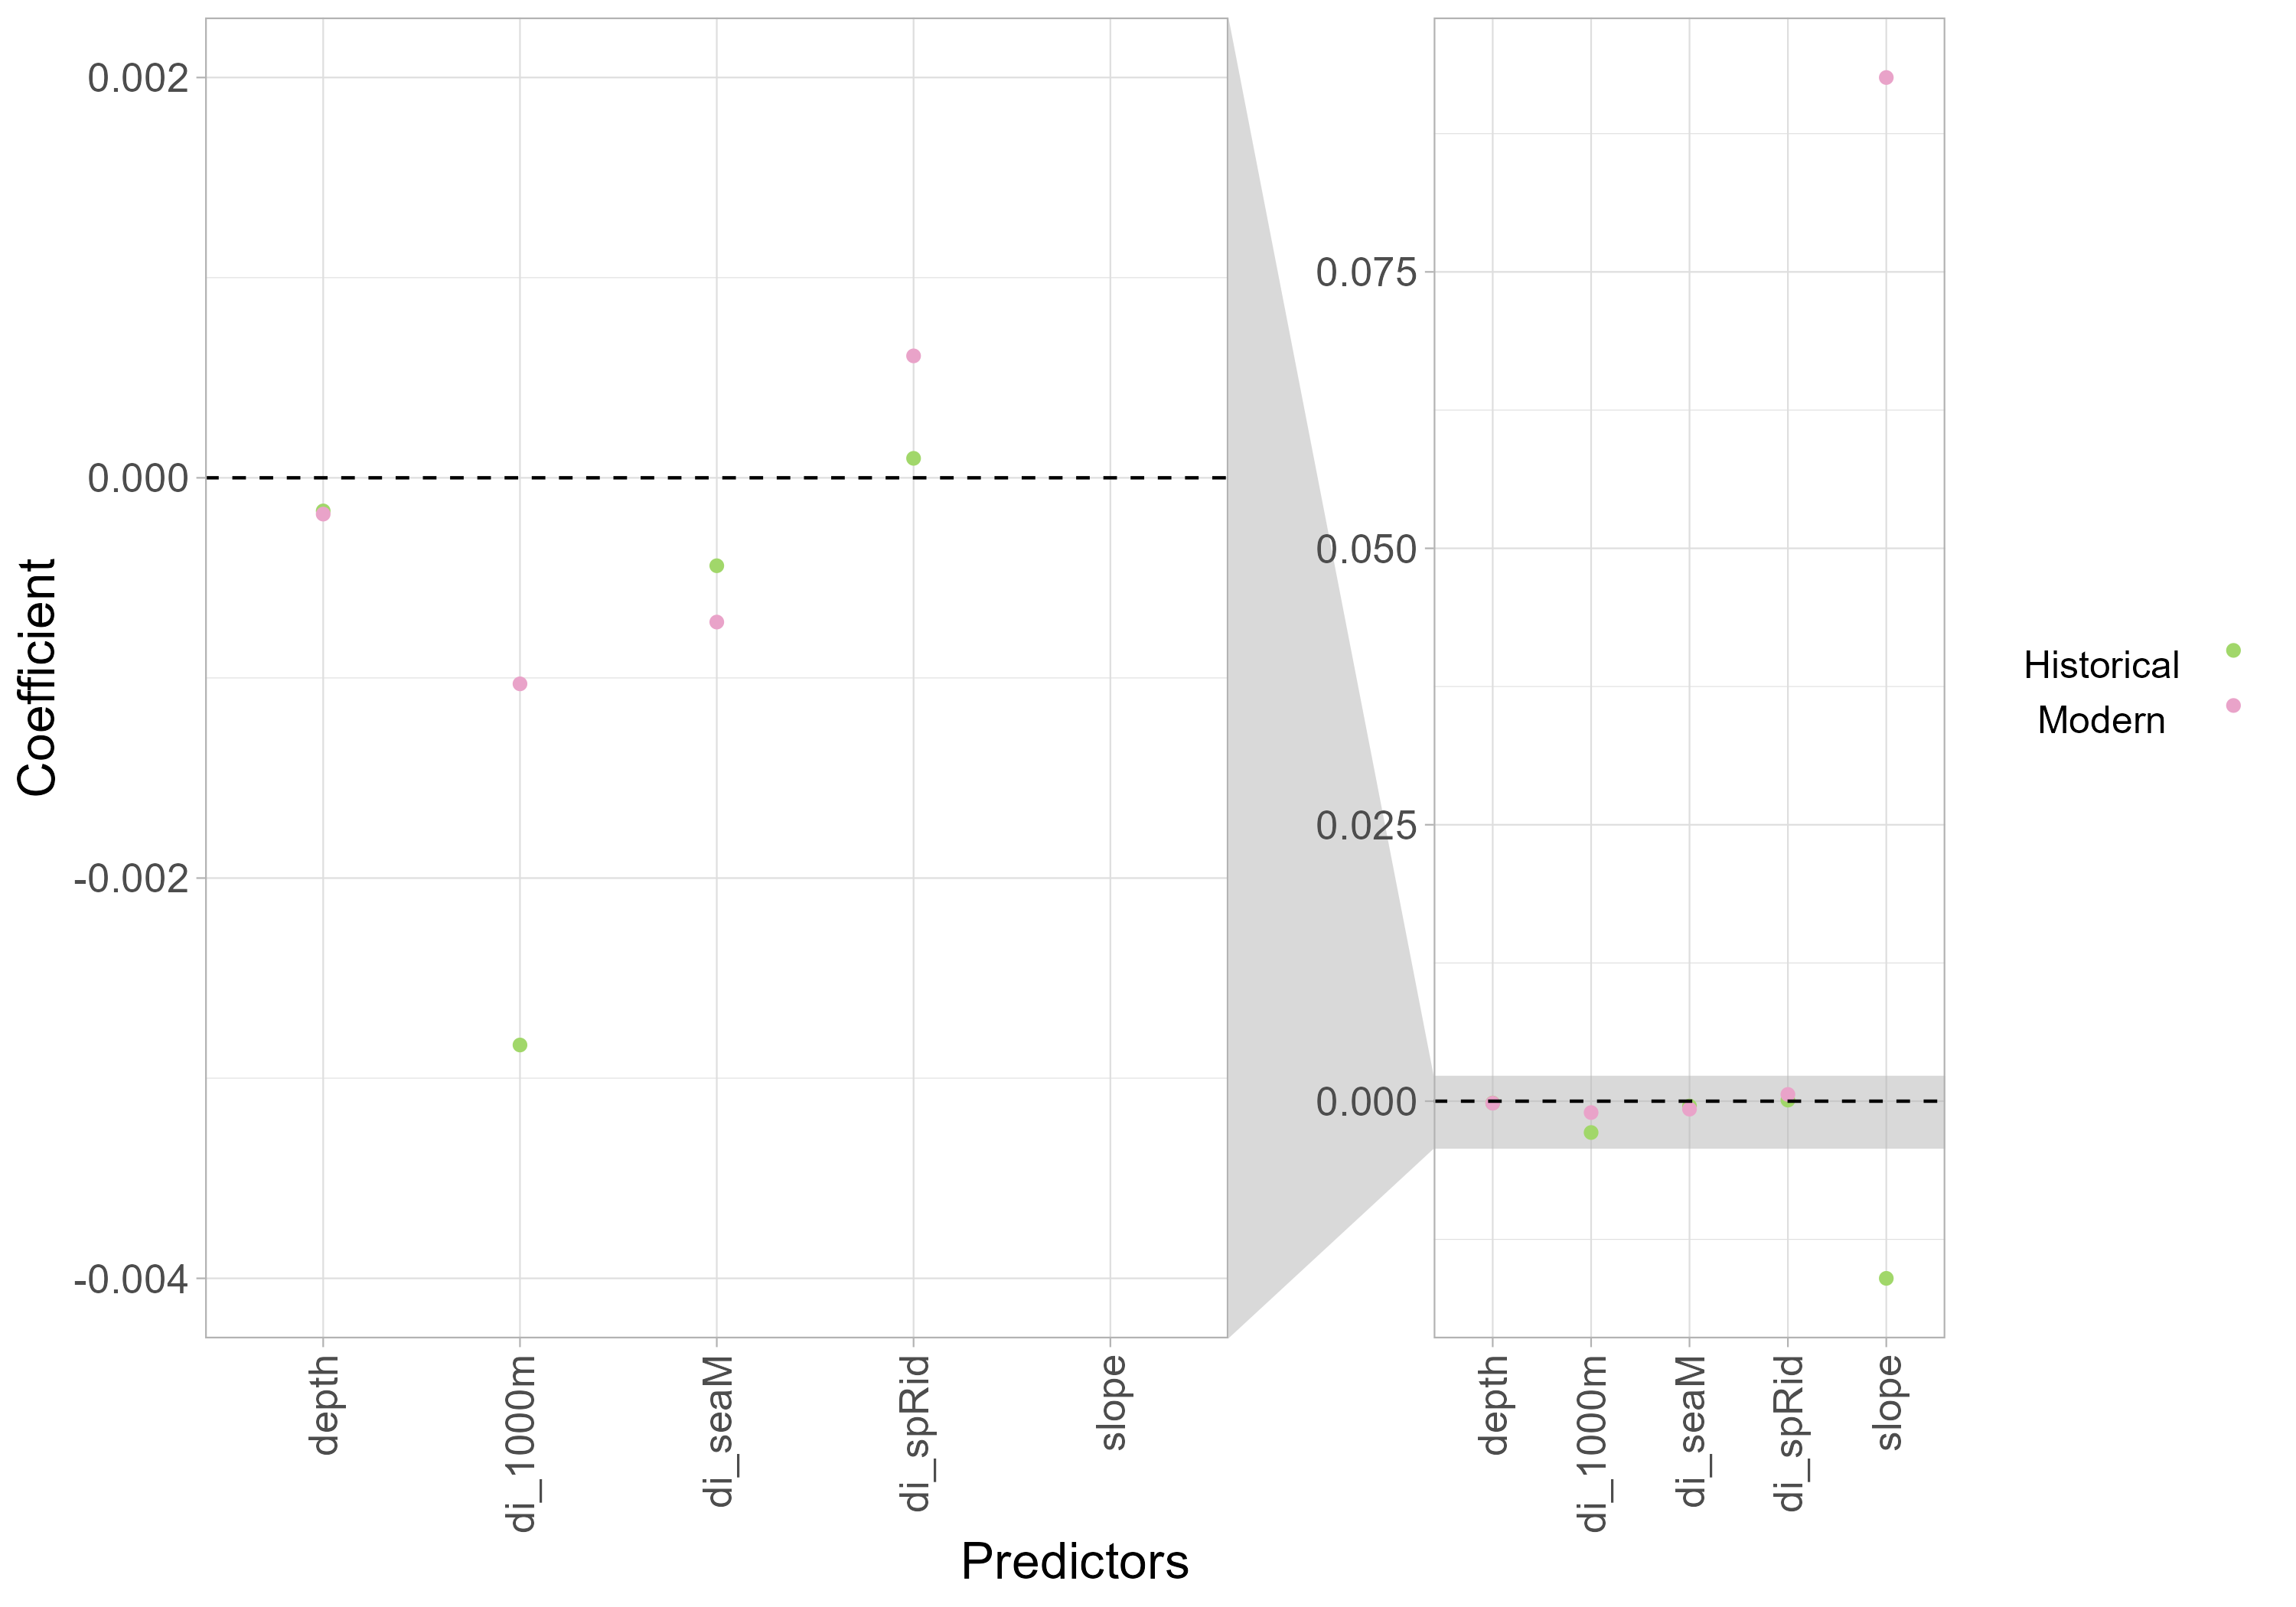 Coefficient
0.002
0.000
-0.002
-0.004
depth
di_1000m
di_seaM
di_spRid
slope
0.075
0.050
0.025
0.000
depth
di_1000m
di_seaM
di_spRid
slope
Predictors
Historical
Modern